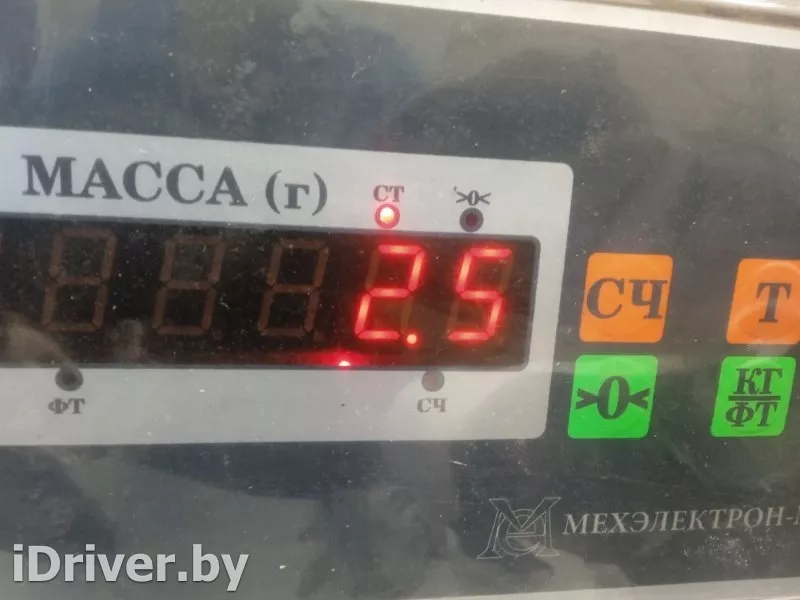 МАССА (г)
СТ
>0<
2.5
ФТ
СЧ
СЧ
Т
>0<
КГ
ФТ
МЕХЭЛЕКТРОН-
iDriver.by